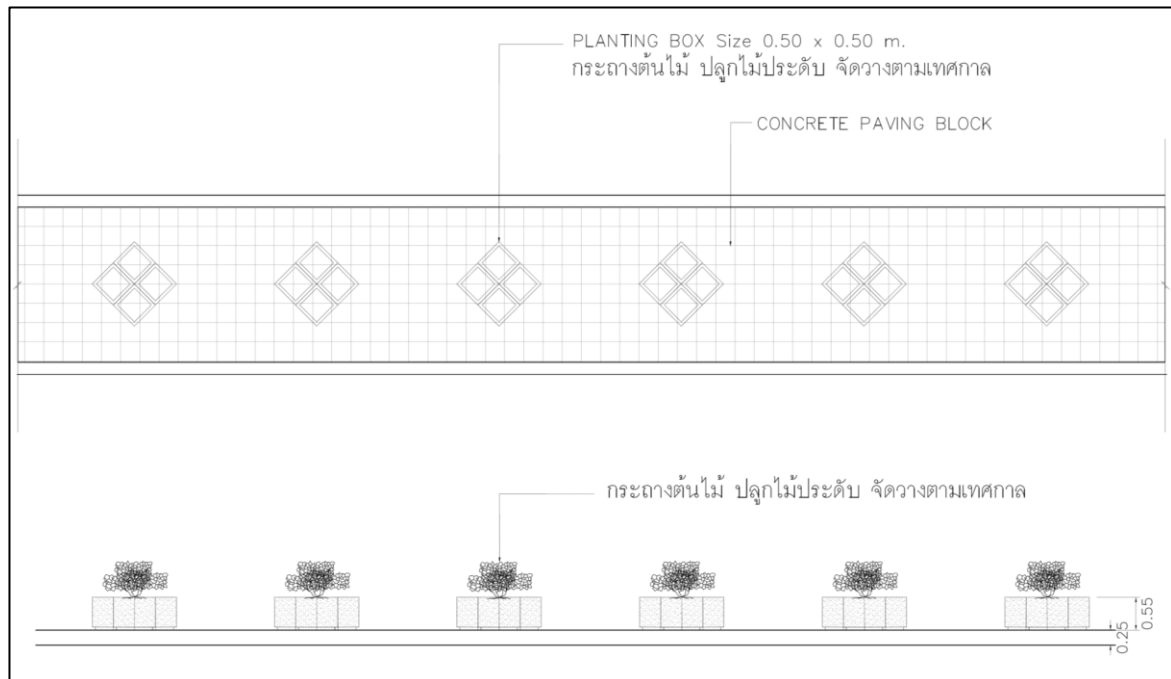 PLANTING BOX Size 0.50 x 0.50 m.
กระถางต้นไม้ ปลูกไม้ประดับ จัดวางตามเทศกาล
CONCRETE PAVING BLOCK
กระถางต้นไม้ ปลูกไม้ประดับ จัดวางตามเทศกาล
0.55
0.25